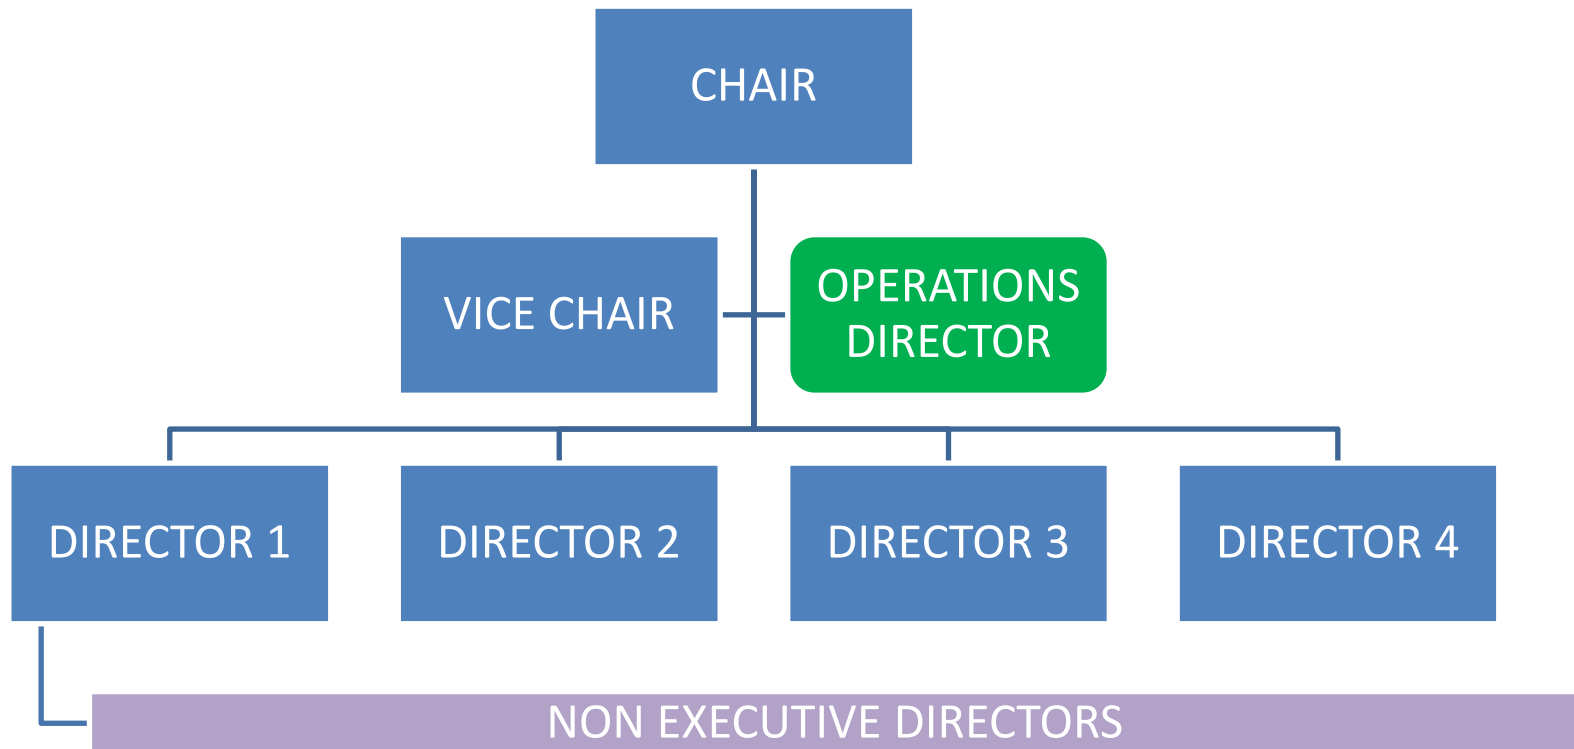 CHAIR
VICE CHAIR
OPERATIONS
DIRECTOR
DIRECTOR 1
DIRECTOR 2
DIRECTOR 3
DIRECTOR 4
NON EXECUTIVE DIRECTORS